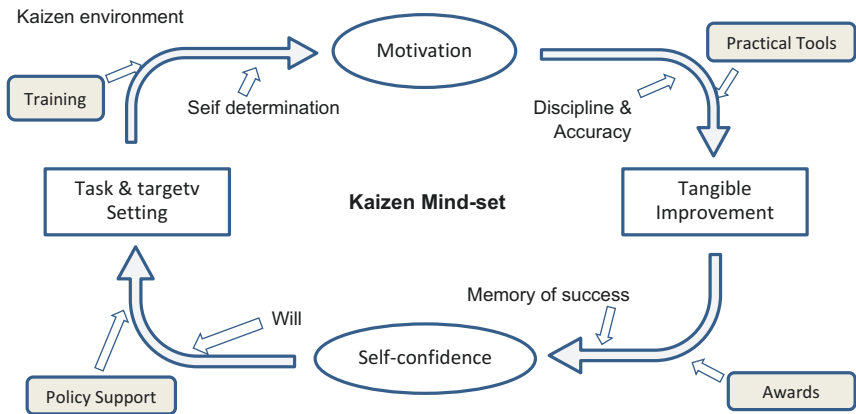 Kaizen environment
Motivation
Practical Tools
Training
Seif determination
Discipline &
Accuracy
Task & targetv
Setting
Kaizen Mind-set
Tangible
Improvement
Memory of success
Will
Self-confidence
Policy Support
Awards